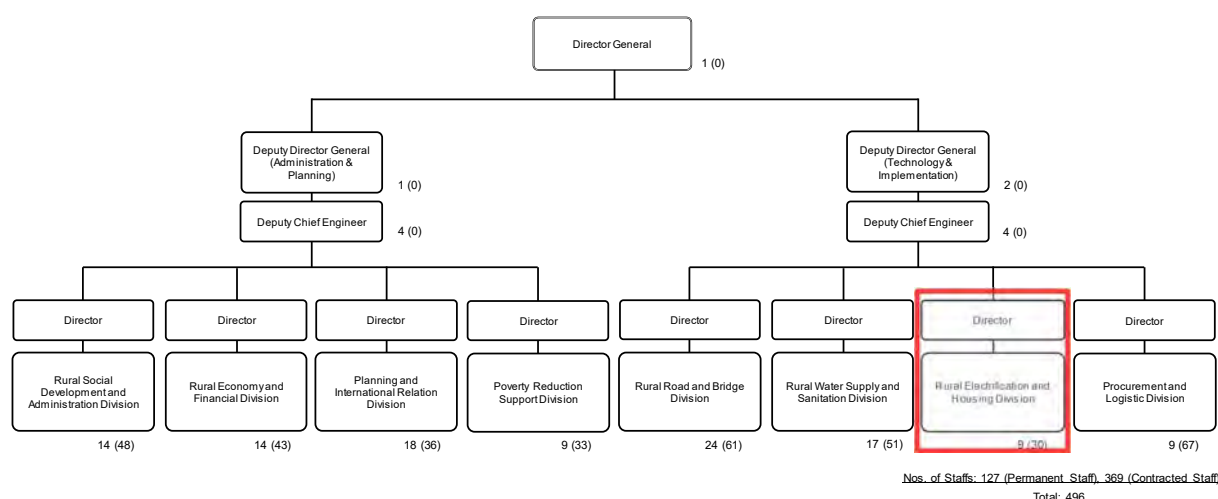 Director General
1 (0)
Deputy Director General
(Administration &
Planning)
1 (0)
Deputy Director General
(Technology &
Implementation)
2 (0)
Deputy Chief Engineer
4 (0)
Deputy Chief Engineer
4 (0)
Director
Director
Director
Director
Director
Director
Director
Director
Rural Social
Development and
Administration Division
14 (48)
Rural Economy and
Financial Division
14 (43)
Planning and
International Relation
Division
18 (36)
Poverty Reduction
Support Division
9 (33)
Rural Road and Bridge
Division
24 (61)
Rural Water Supply and
Sanitation Division
17 (51)
Rural Electrification and
Housing Division
9 (30)
Procurement and
Logistic Division
9 (67)
Nos. of Staffs: 127 (Permanent Staff), 369 (Contracted Staff)
Total: 496